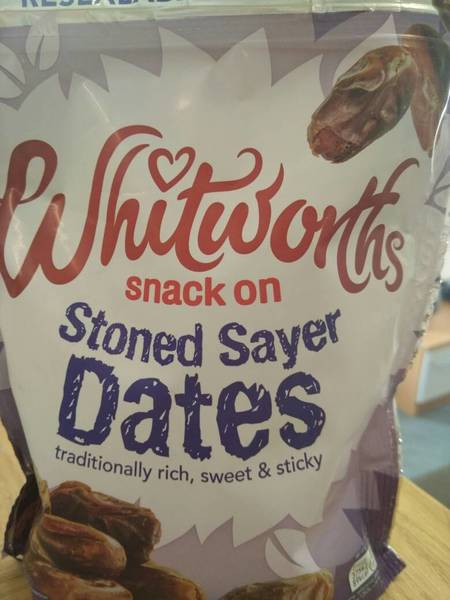 Whitworths
snack on
Stoned Sayer
Dates
traditionally rich, sweet & sticky